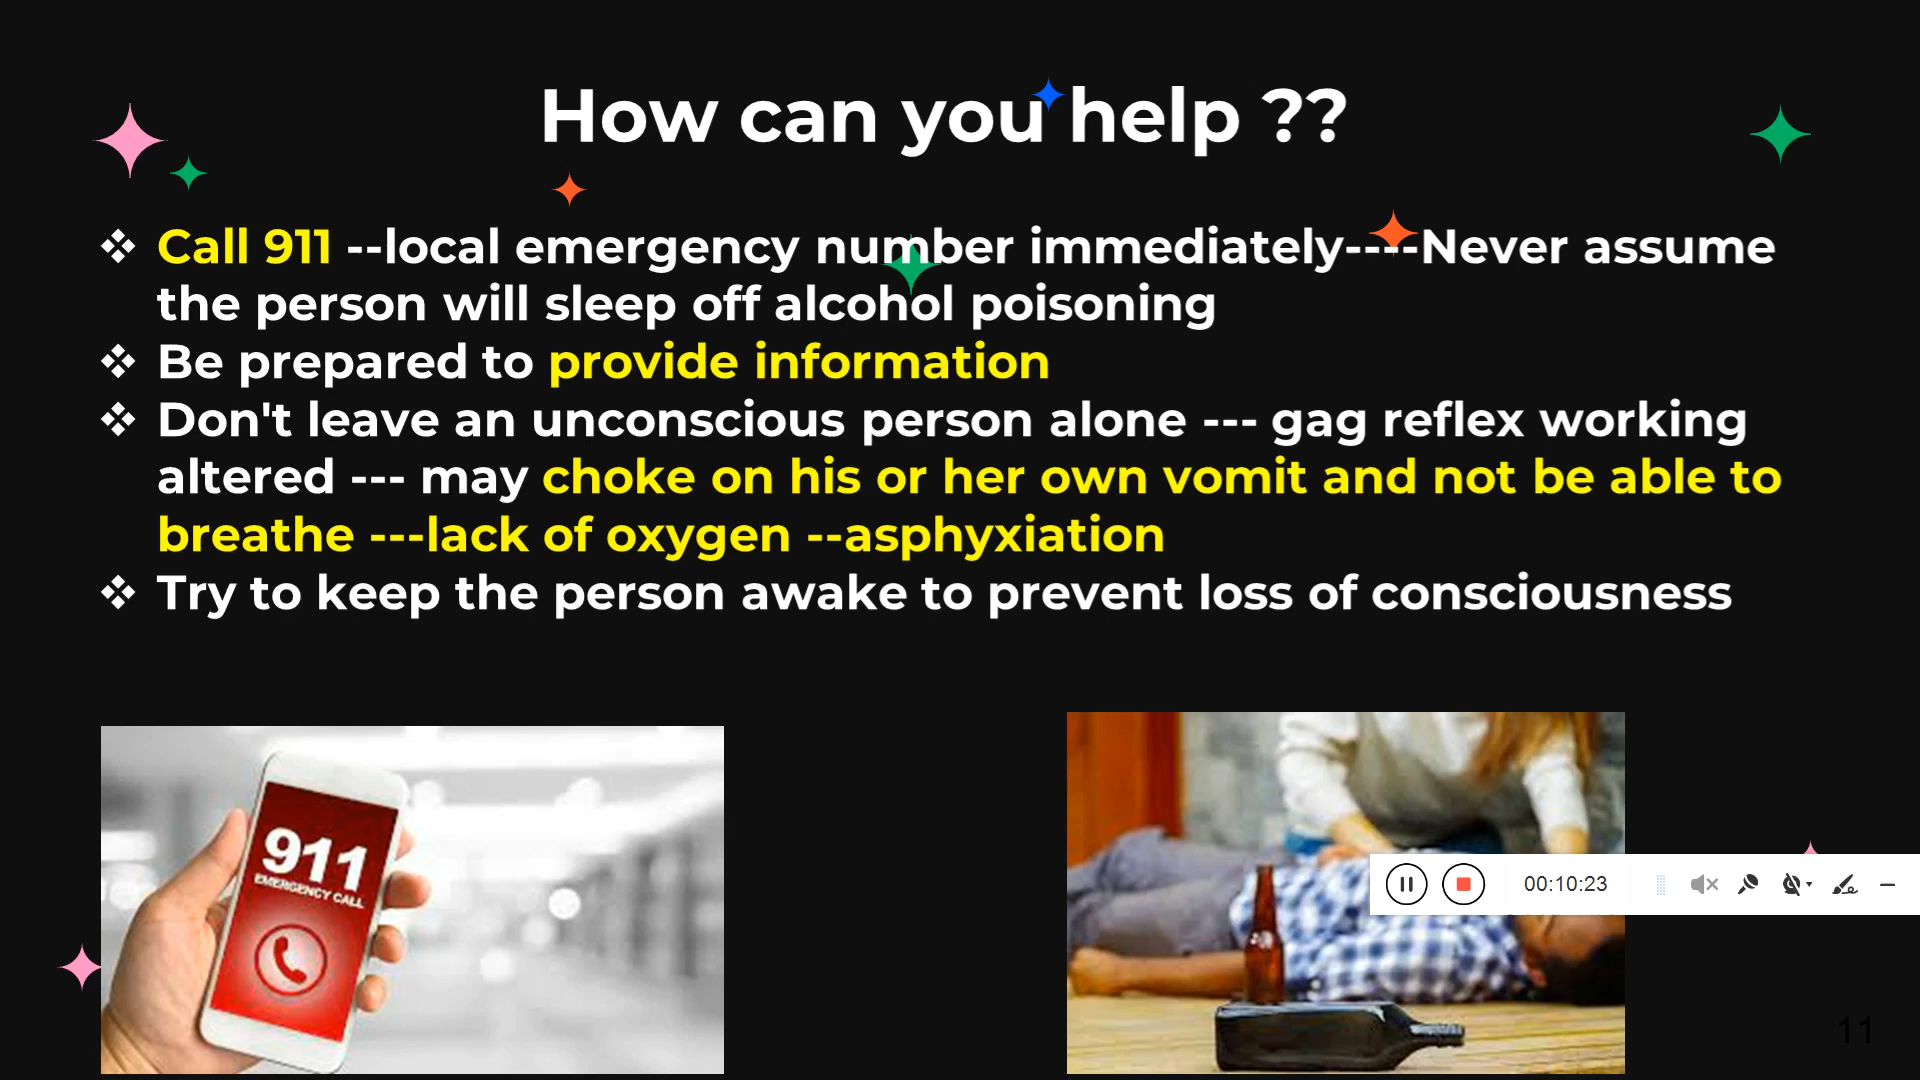 How can you help ??
Call 911 --local emergency number immediately----Never assume
the person will sleep off alcohol poisoning
Be prepared to provide information
Don't leave an unconscious person alone --- gag reflex working
altered --- may choke on his or her own vomit and not be able to
breathe ---lack of oxygen --asphyxiation
Try to keep the person awake to prevent loss of consciousness
911
EMERGENCY CALL
00:10:23
11